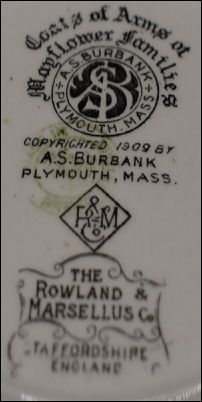 Coats of Arms of
Mayflower Families
A.S. BURBANK
ASB
PLYMOUTH, MASS.
COPYRIGHTED 1909 BY
A.S. BURBANK
PLYMOUTH, MASS.
R & M
Co
THE
ROWLAND &
MARSELLUS Co.
STAFFORDSHIRE
ENGLAND